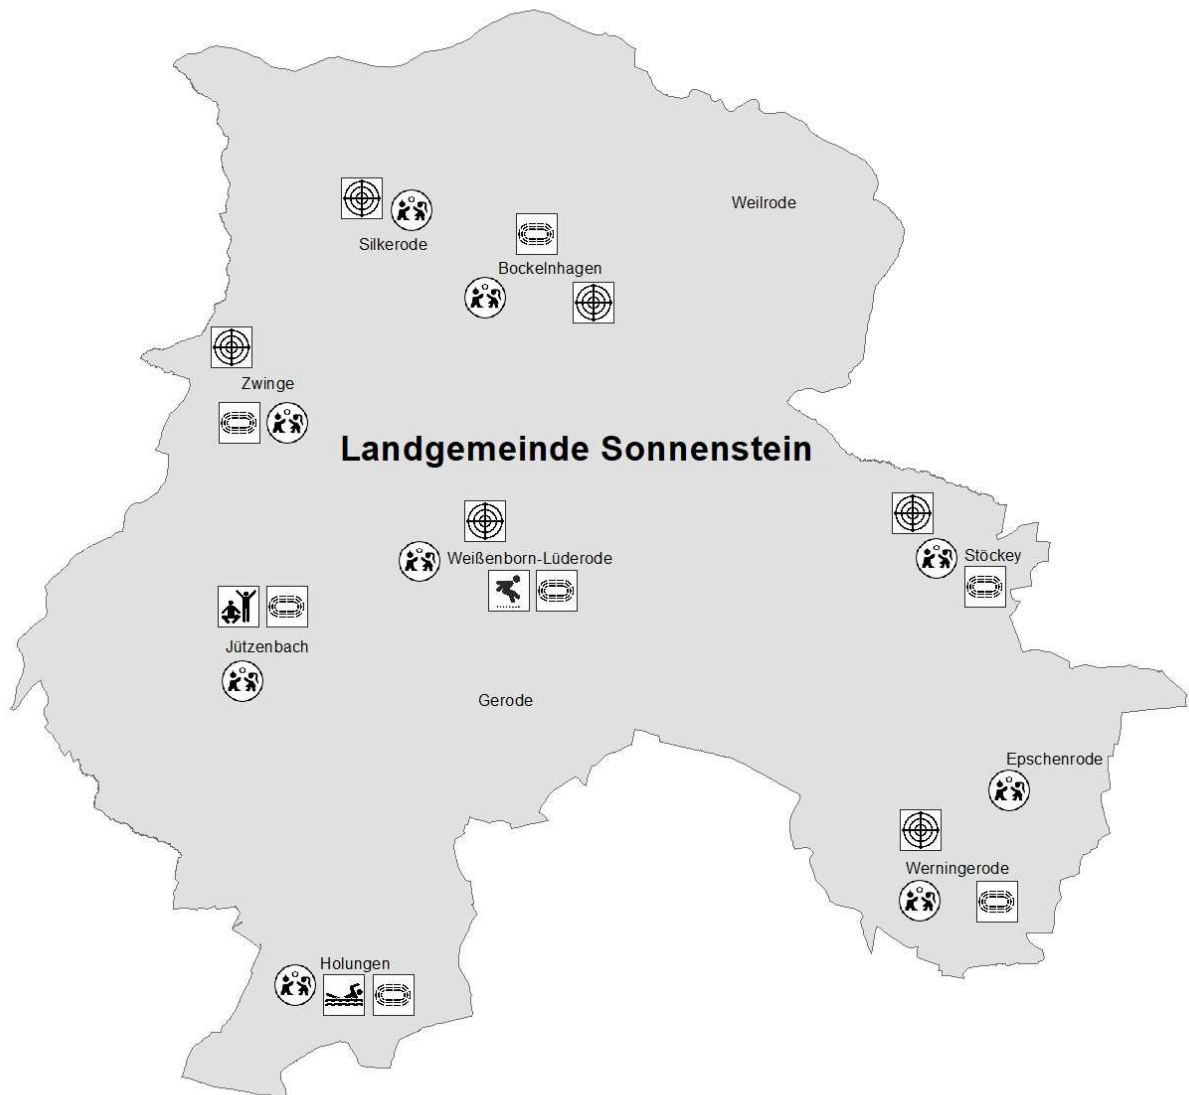 Weilrode
Silkerode
Bockelnhagen
Zwinge
Landgemeinde Sonnenstein
Weißenborn-Lüderode
Stöckey
Jützenbach
Gerode
Epschenrode
Werningerode
Holungen